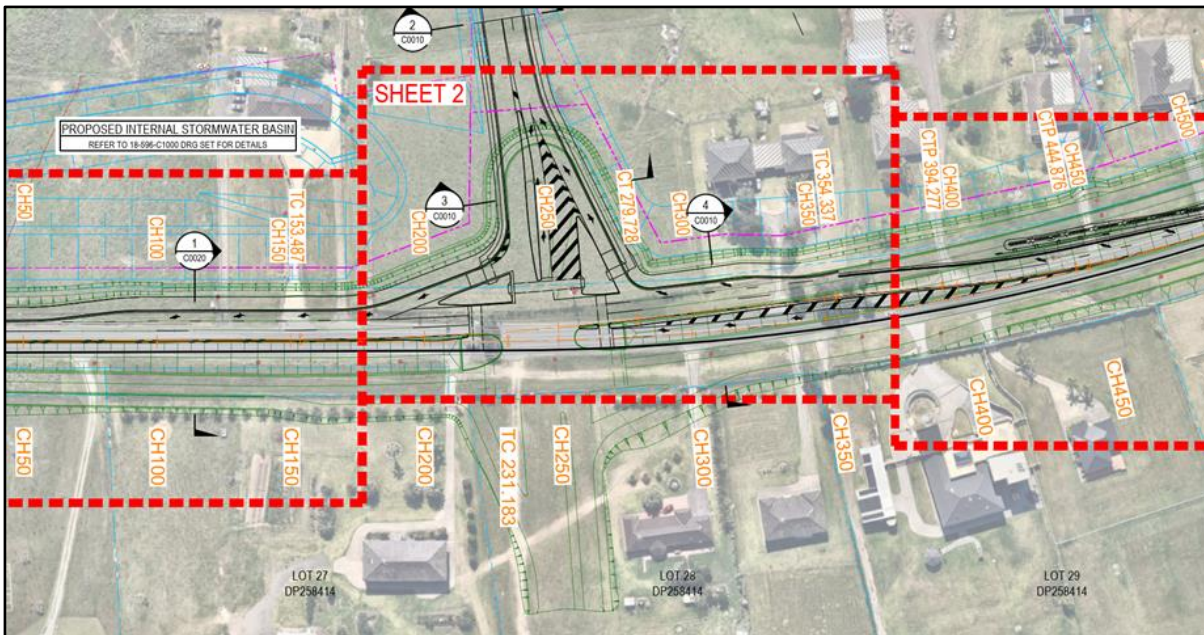 2
C0010
SHEET 2
PROPOSED INTERNAL STORMWATER BASIN
REFER TO 18-596-C1000 DRG SET FOR DETAILS
CH50
CH100
CH150
TC 153.487
1
C0020
3
C0010
CH200
CH250
CT 279.728
CH300
4
C0010
CH350
TC 354.337
CTP 394.277
CH400
CTP 444.876
CH450
CH500
CH50
CH100
CH150
CH200
TC 231.183
CH250
CH300
CH350
CH400
CH450
LOT 27
DP258414
LOT 28
DP258414
LOT 29
DP258414